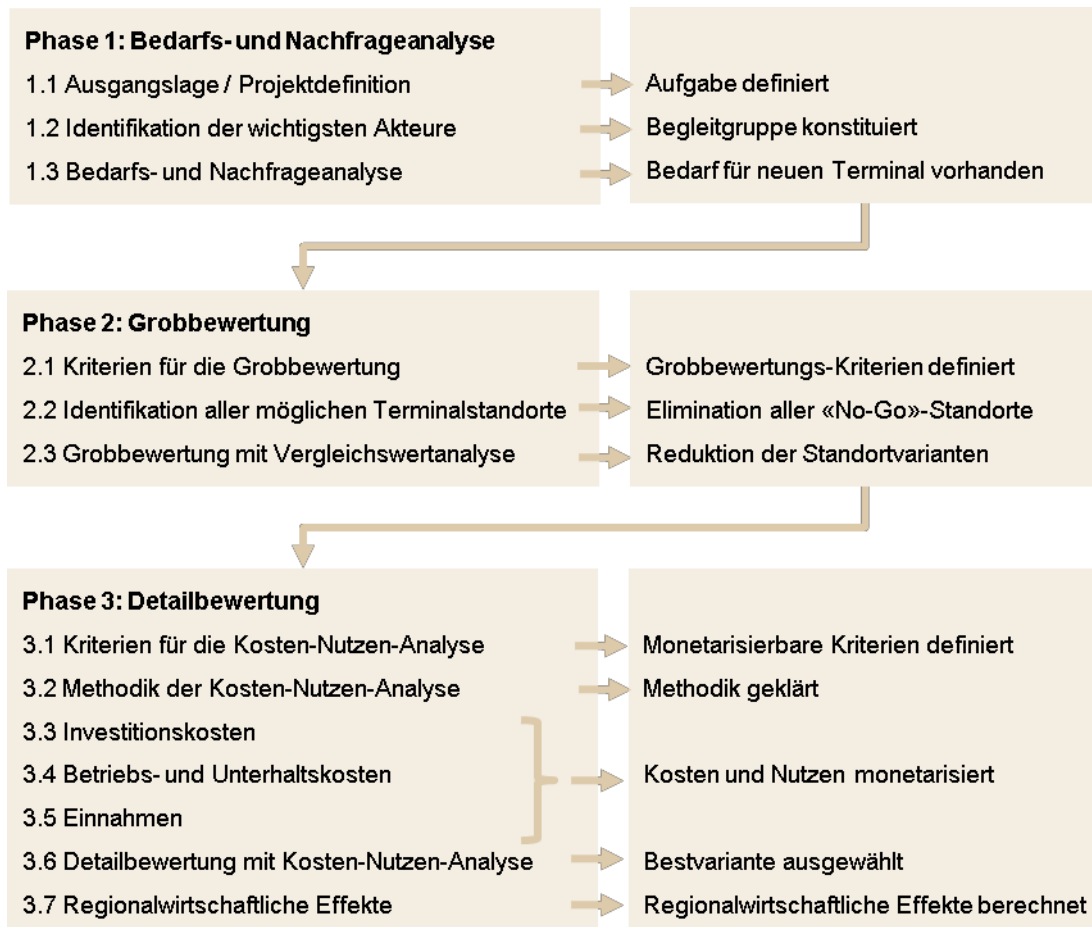 Phase 1: Bedarfs- und Nachfrageanalyse
1.1 Ausgangslage / Projektdefinition
Aufgabe definiert
1.2 Identifikation der wichtigsten Akteure
Begleitgruppe konstituiert
1.3 Bedarfs- und Nachfrageanalyse
Bedarf für neuen Terminal vorhanden
Phase 2: Grobbewertung
2.1 Kriterien für die Grobbewertung
Grobbewertungs-Kriterien definiert
2.2 Identifikation aller möglichen Terminalstandorte
Elimination aller «No-Go»-Standorte
2.3 Grobbewertung mit Vergleichswertanalyse
Reduktion der Standortvarianten
Phase 3: Detailbewertung
3.1 Kriterien für die Kosten-Nutzen-Analyse
Monetarisierbare Kriterien definiert
3.2 Methodik der Kosten-Nutzen-Analyse
Methodik geklärt
3.3 Investitionskosten
3.4 Betriebs- und Unterhaltskosten
Kosten und Nutzen monetarisiert
3.5 Einnahmen
3.6 Detailbewertung mit Kosten-Nutzen-Analyse
Bestvariante ausgewählt
3.7 Regionalwirtschaftliche Effekte
Regionalwirtschaftliche Effekte berechnet